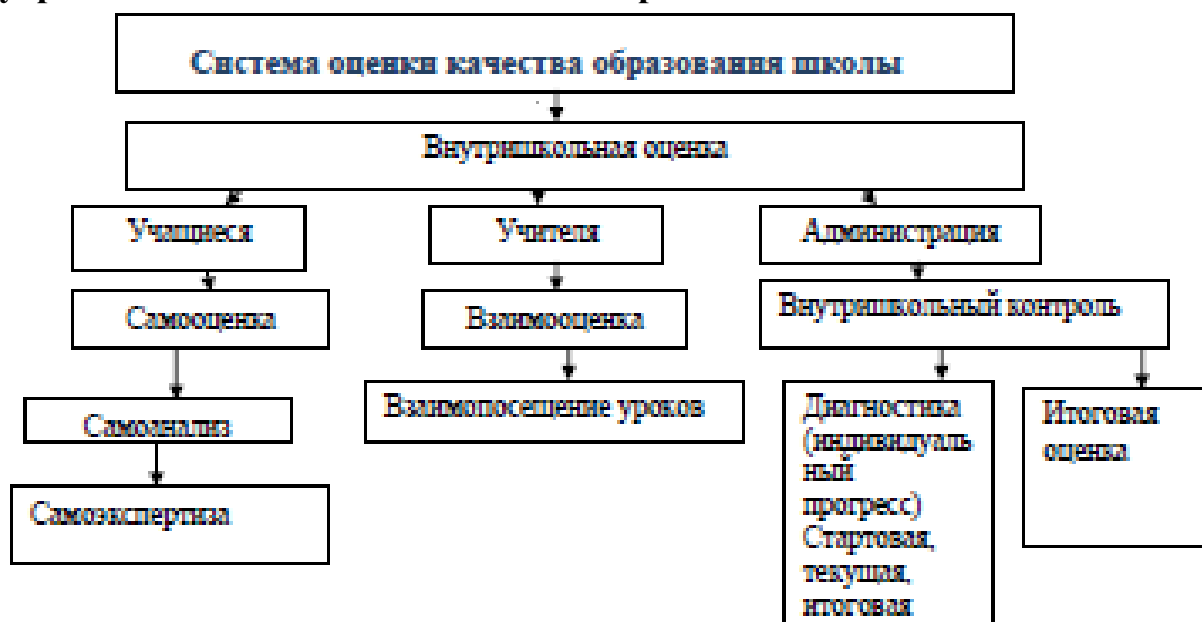 Система оценки качества образования школы
Внутришкольная оценка
Учащиеся
Учителя
Администрация
Самооценка
Взаимооценка
Внутришкольный контроль
Самоанализ
Взаимопосещение уроков
Диагностика
(индивидуаль
ный
прогресс)
Стартовая,
текущая,
итоговая
Итоговая
оценка
Самоэкспертиза